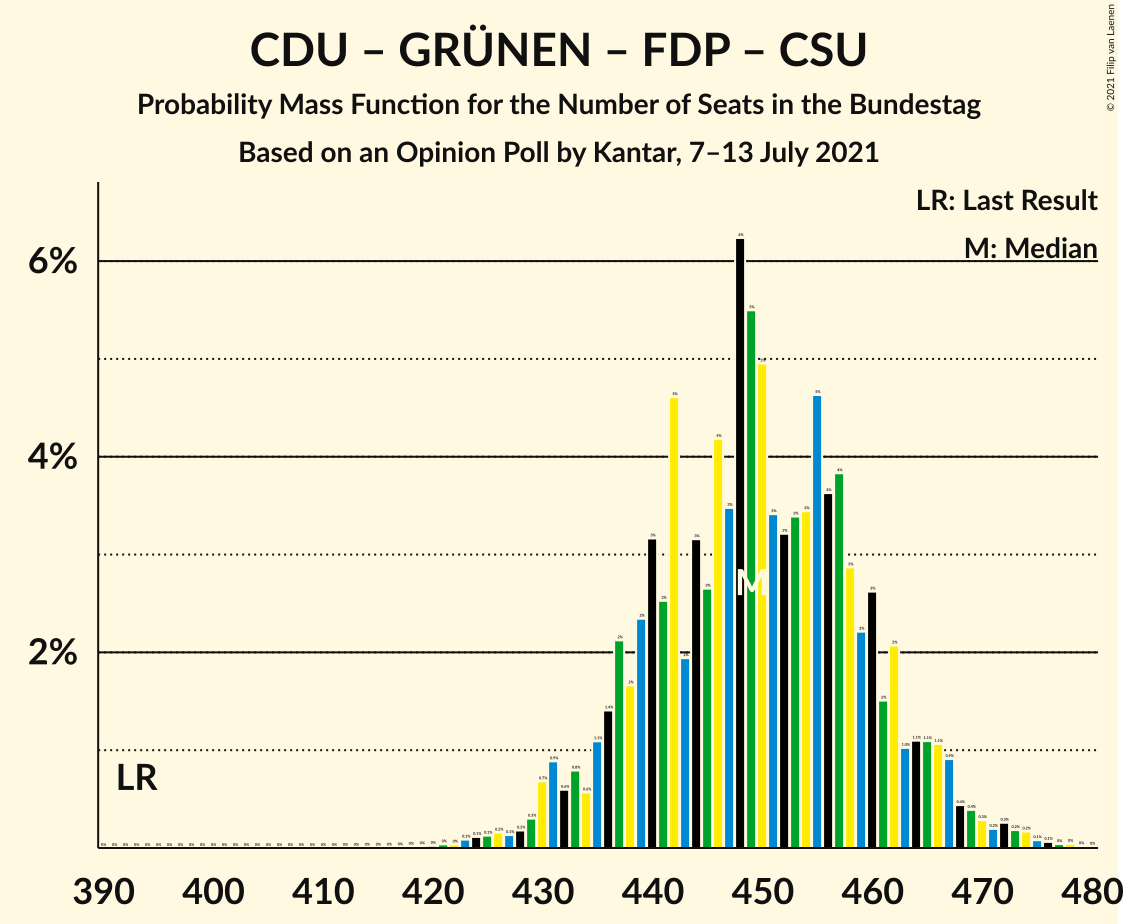 CDU – GRÜNEN – FDP – CSU
Probability Mass Function for the Number of Seats in the Bundestag
Based on an Opinion Poll by Kantar, 7–13 July 2021
© 2021 Filip van Laenen
LR: Last Result
M: Median
6%
4%
2%
LR
M
390 400 410 420 430 440 450 460 470 480